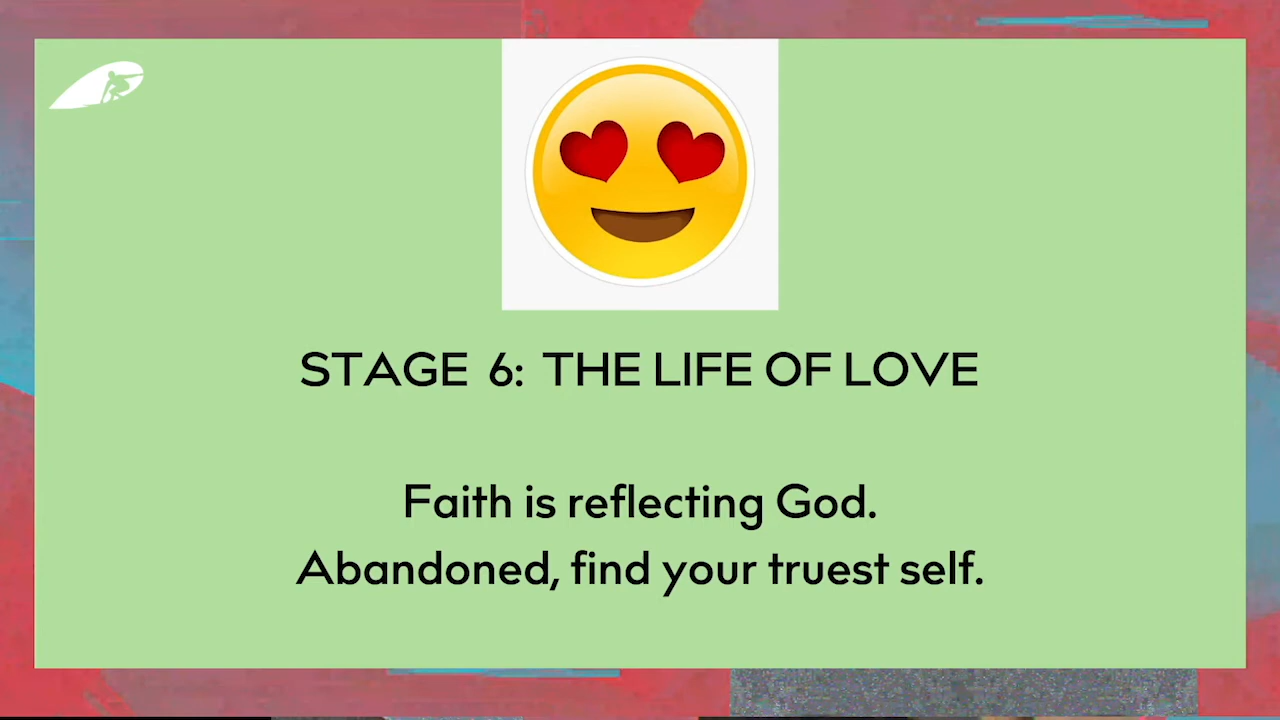 STAGE 6: THE LIFE OF LOVE
Faith is reflecting God.
Abandoned, find your truest self.